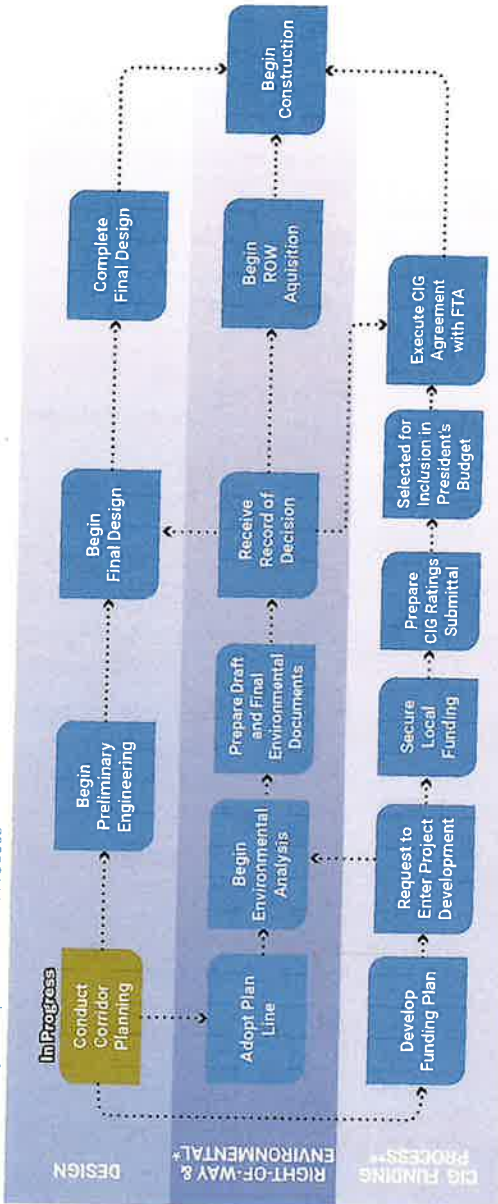 DESIGN
InProgress
Conduct
Corridor
Planning
Begin
Preliminary
Engineering
Begin
Final Design
Complete
Final Design
RIGHT-OF-WAY &
ENVIRONMENTAL*
Adopt Plan
Line
Begin
Environmental
Analysis
Prepare Draft
and Final
Environmental
Documents
Receive
Record of
Decision
Begin
ROW
Aquisition
Begin
Construction
CIG FUNDING
PROCESS**
Develop
Funding Plan
Request to
Enter Project
Development
Secure
Local
Funding
Prepare
CIG Ratings
Submittal
Selected for
Inclusion in
President's
Budget
Execute CIG
Agreement
with FTA